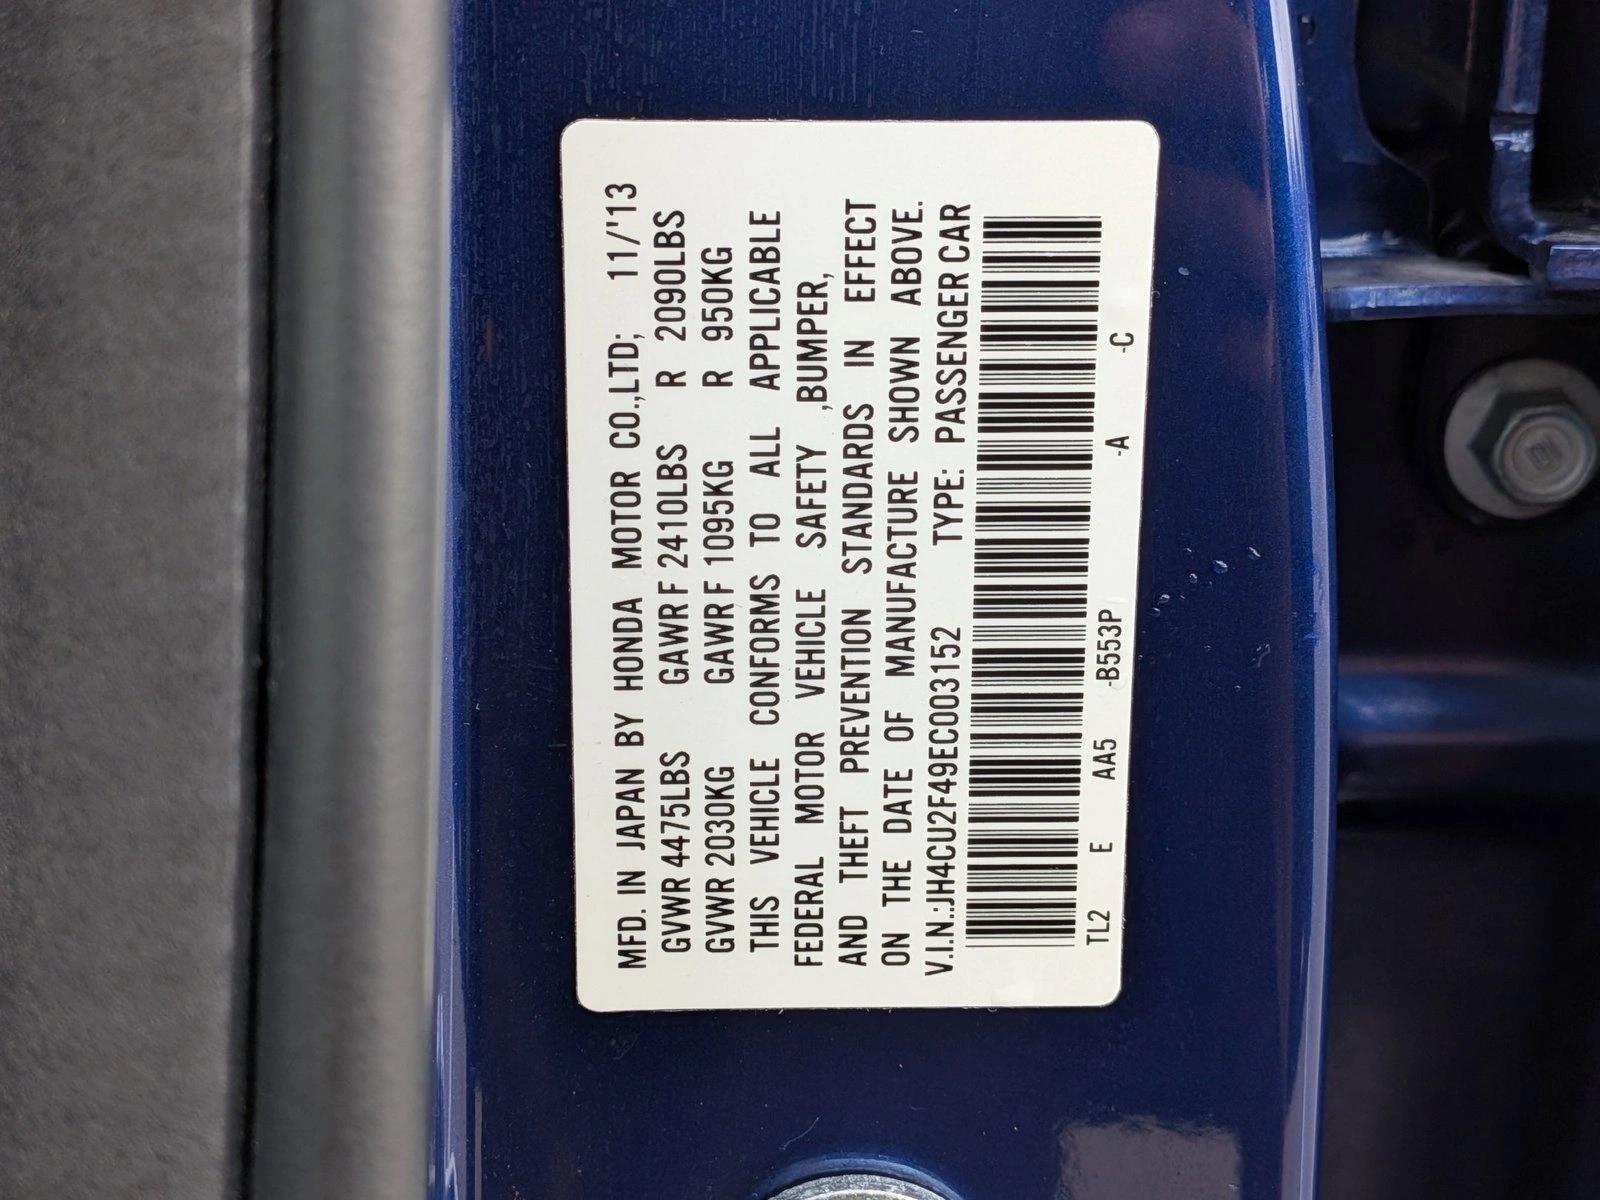 MFD. IN JAPAN BY HONDA MOTOR CO.,LTD; 11/'13
GVWR 4475LBS GAWR F 2410LBS R 2090LBS
GVWR 2030KG GAWR F 1095KG R 950KG
THIS VEHICLE CONFORMS TO ALL APPLICABLE
FEDERAL MOTOR VEHICLE SAFETY ,BUMPER,
AND THEFT PREVENTION STANDARDS IN EFFECT
ON THE DATE OF MANUFACTURE SHOWN ABOVE.
V.I.N.:JH4CU2F49EC003152 TYPE: PASSENGER CAR
TL2 E AA5 -B553P -A -C